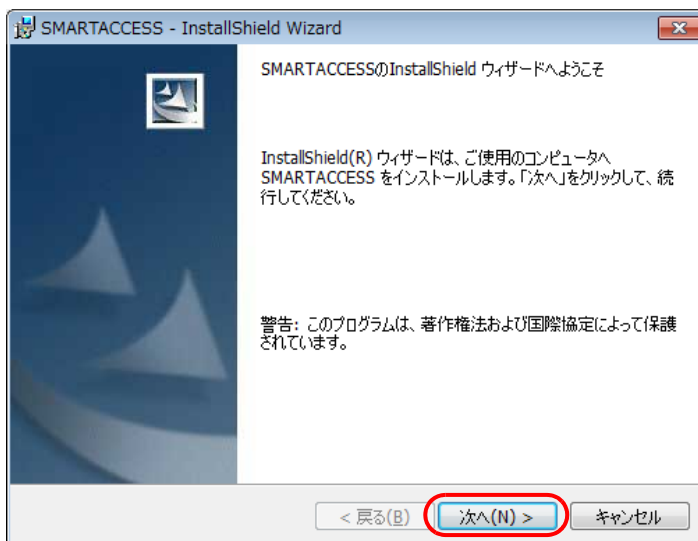 SMARTACCESS - InstallShield Wizard
SMARTACCESSのInstallShield ウィザードへようこそ
InstallShield(R) ウィザードは、ご使用のコンピュータへ
SMARTACCESS をインストールします。「次へ」をクリックして、続
行してください。
警告: このプログラムは、著作権法および国際協定によって保護
されています。
< 戻る(B)
次へ(N) >
キャンセル